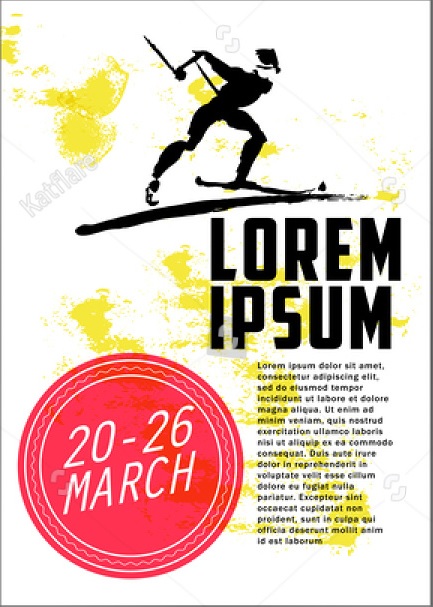 Katflare
LOREM
IPSUM
Lorem ipsum dolor sit amet,
Consectetur adipiscing elit,
sed do eiusmod tempor
incididunt ut labore et dolore
magna aliqua. Ut enim ad
minim veniam, quis nostrud
exercitation ullamco laboris
nisi ut aliquip ex ea commodo
consequat. Duis aute irure
dolor in reprehenderit in
voluptate velit esse cillum
dolore eu fugiat nulla
pariatur. Excepteur sint
occaecat cupidatat non
proident, sunt in culpa qui
officia deserunt mollit anim
id est laborum
20-26
MARCH